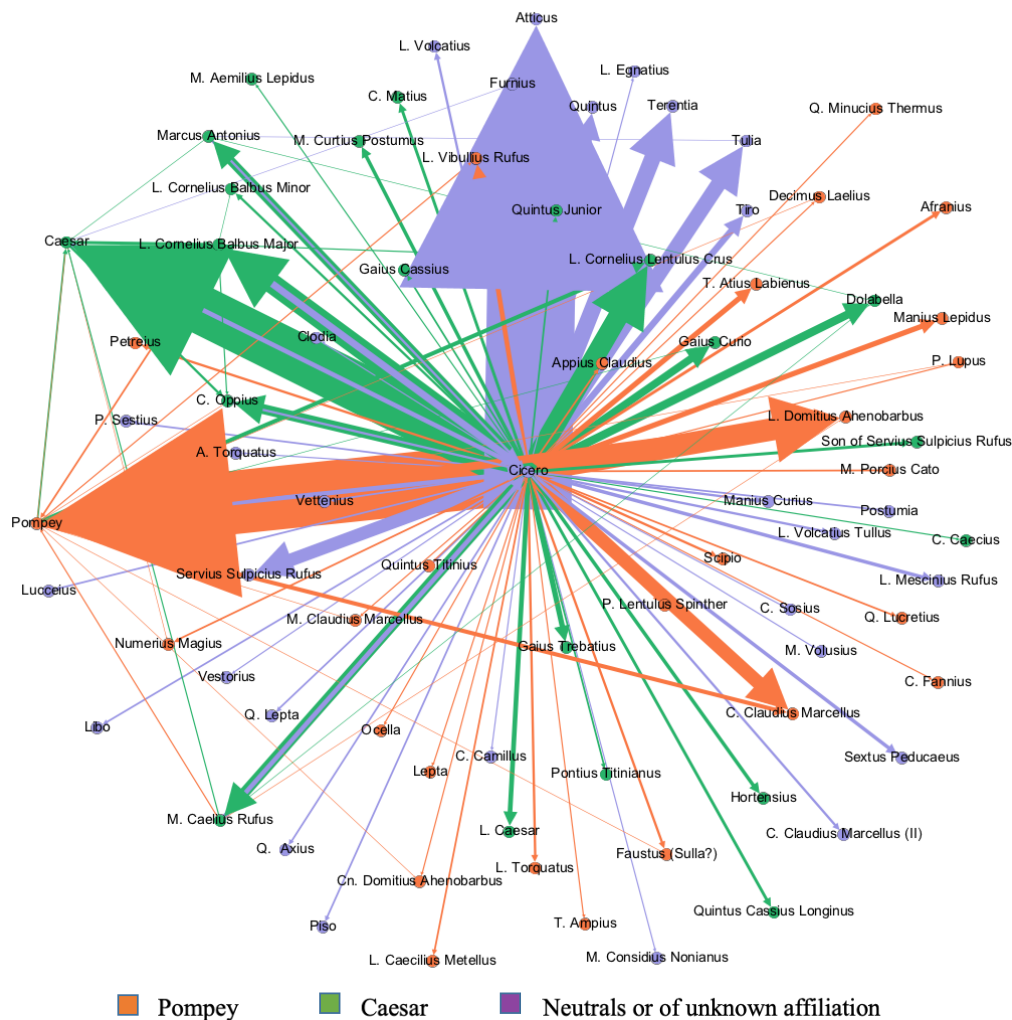 Atticus
L. Volcatius
L. Egnatius
M. Aemilius Lepidus
Furnius
C. Matius
Quintus
Terentia
Q. Minucius Thermus
Marcus Antonius
M. Curtius Postumus
Tulia
L. Vibullius Rufus
L. Cornelius Balbus Minor
Decimus Laelius
Quintus Junior
Tiro
Afranius
Caesar
L. Cornelius Balbus Major
L. Cornelius Lentulus Crus
Gaius Cassius
T. Atius Labienus
Dolabella
Manius Lepidus
Clodia
Petreius
Gaius Curio
Appius Claudius
P. Lupus
C. Oppius
P. Sestius
L. Domitius Ahenobarbus
Son of Servius Sulpicius Rufus
A. Torquatus
Cicero
M. Porcius Cato
Vettenius
Manius Curius
Postumia
Pompey
L. Volcatius Tullus
C. Caecius
Scipio
Quintus Titinius
Servius Sulpicius Rufus
L. Mescinius Rufus
Lucceius
P. Lentulus Spinther
C. Sosius
Q. Lucretius
M. Claudius Marcellus
Numerius Magius
Gaius Trebatius
M. Volusius
Vestorius
C. Fannius
Q. Lepta
C. Claudius Marcellus
Libo
Ocella
C. Camillus
Sextus Peducaeus
Lepta
Pontius Titinianus
Hortensius
M. Caelius Rufus
L. Caesar
C. Claudius Marcellus (II)
Q. Axius
Faustus (Sulla?)
L. Torquatus
Cn. Domitius Ahenobarbus
Quintus Cassius Longinus
Piso
T. Ampius
L. Caecilius Metellus
M. Considius Nonianus
Pompey
Caesar
Neutrals or of unknown affiliation